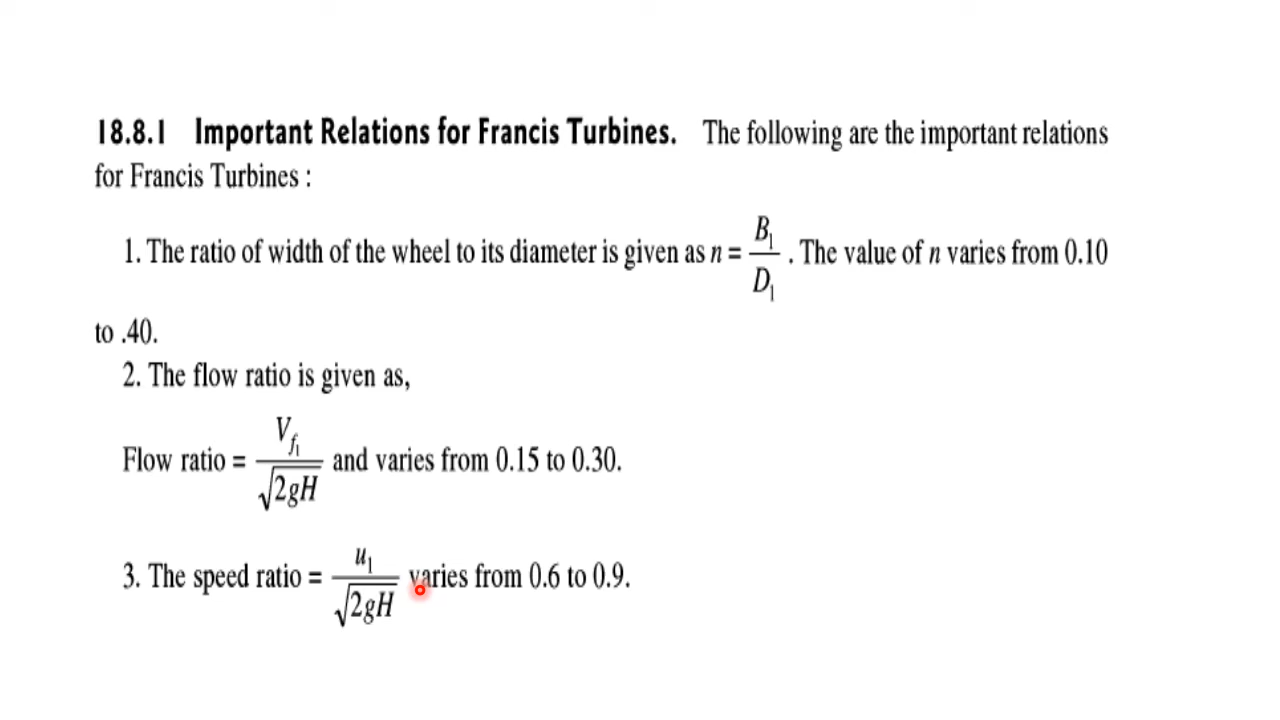 18.8.1 Important Relations for Francis Turbines. The following are the important relations
for Francis Turbines :
1. The ratio of width of the wheel to its diameter is given as n = B₁/D₁ . The value of n varies from 0.10
to .40.
2. The flow ratio is given as,
Flow ratio = V_f₁/√2gH and varies from 0.15 to 0.30.
3. The speed ratio = u₁/√2gH varies from 0.6 to 0.9.